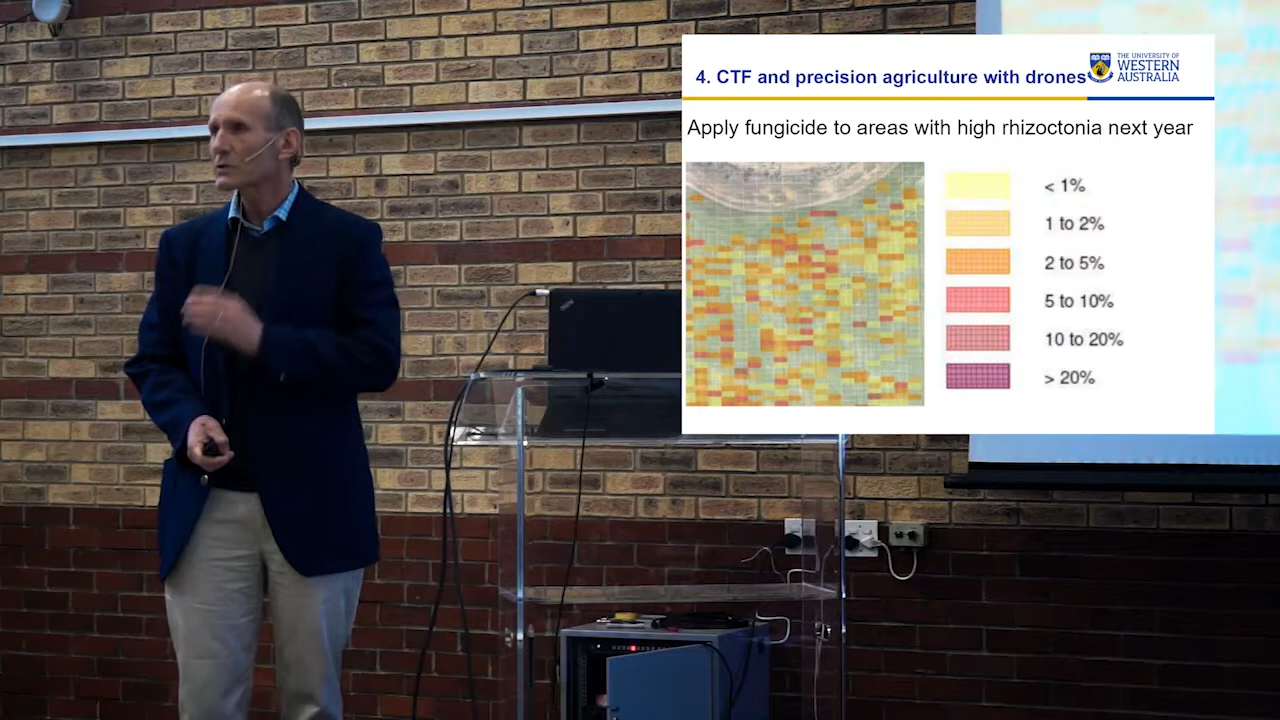 4. CTF and precision agriculture with drones
THE UNIVERSITY OF
WESTERN
AUSTRALIA
Apply fungicide to areas with high rhizoctonia next year
< 1%
1 to 2%
2 to 5%
5 to 10%
10 to 20%
> 20%